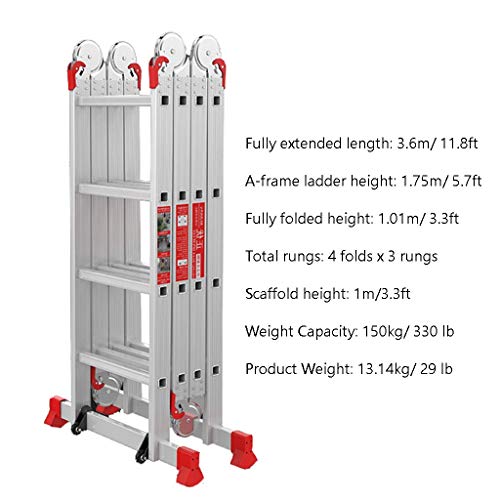 Fully extended length: 3.6m/ 11.8ft
A-frame ladder height: 1.75m/ 5.7ft
Fully folded height: 1.01m/ 3.3ft
Total rungs: 4 folds x 3 rungs
Scaffold height: 1m/3.3ft
Weight Capacity: 150kg/ 330 lb
Product Weight: 13.14kg/ 29 lb